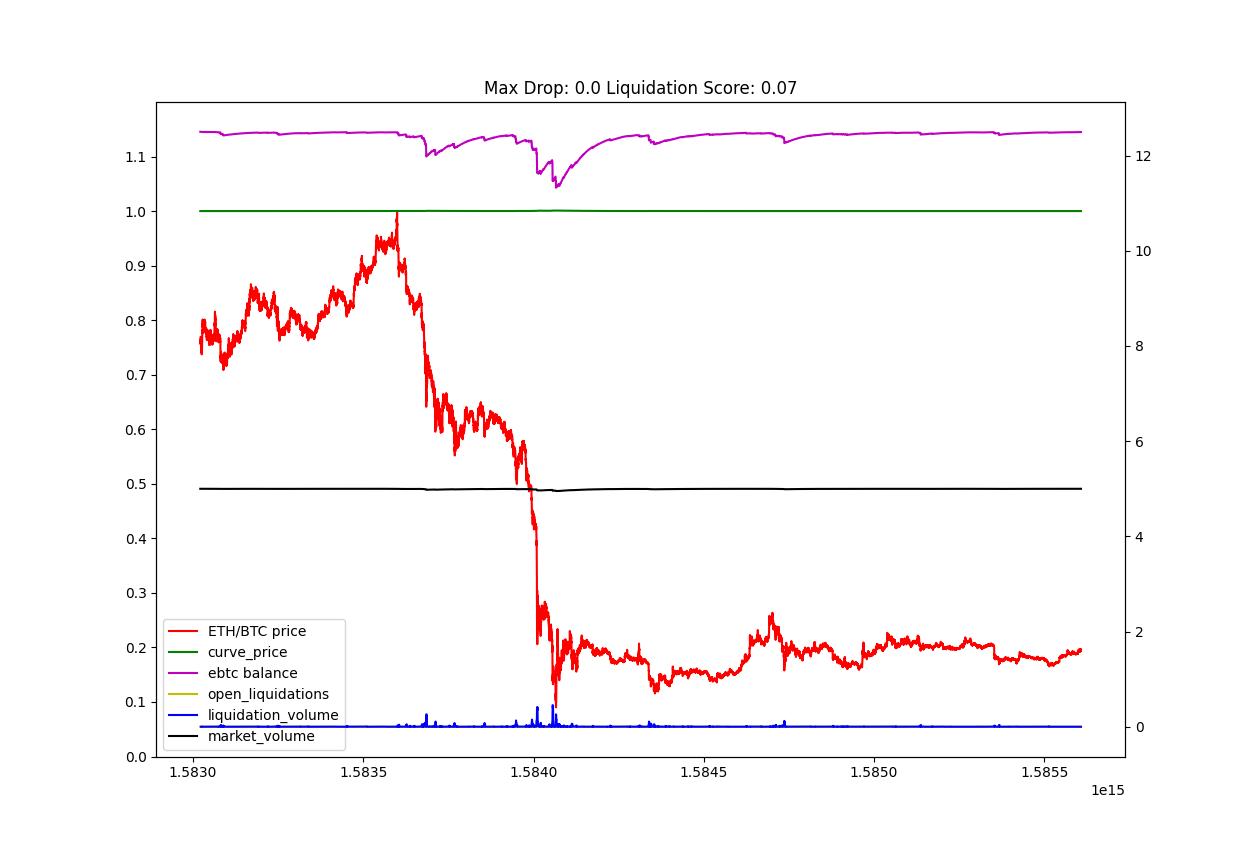 Max Drop: 0.0 Liquidation Score: 0.07
1.1
1.0
0.9
0.8
0.7
0.6
0.5
0.4
0.3
0.2
0.1
0.0
12
10
8
6
4
2
0
ETH/BTC price
curve_price
ebtc balance
open_liquidations
liquidation_volume
market_volume
1.5830 1.5835 1.5840 1.5845 1.5850 1.5855
1e15